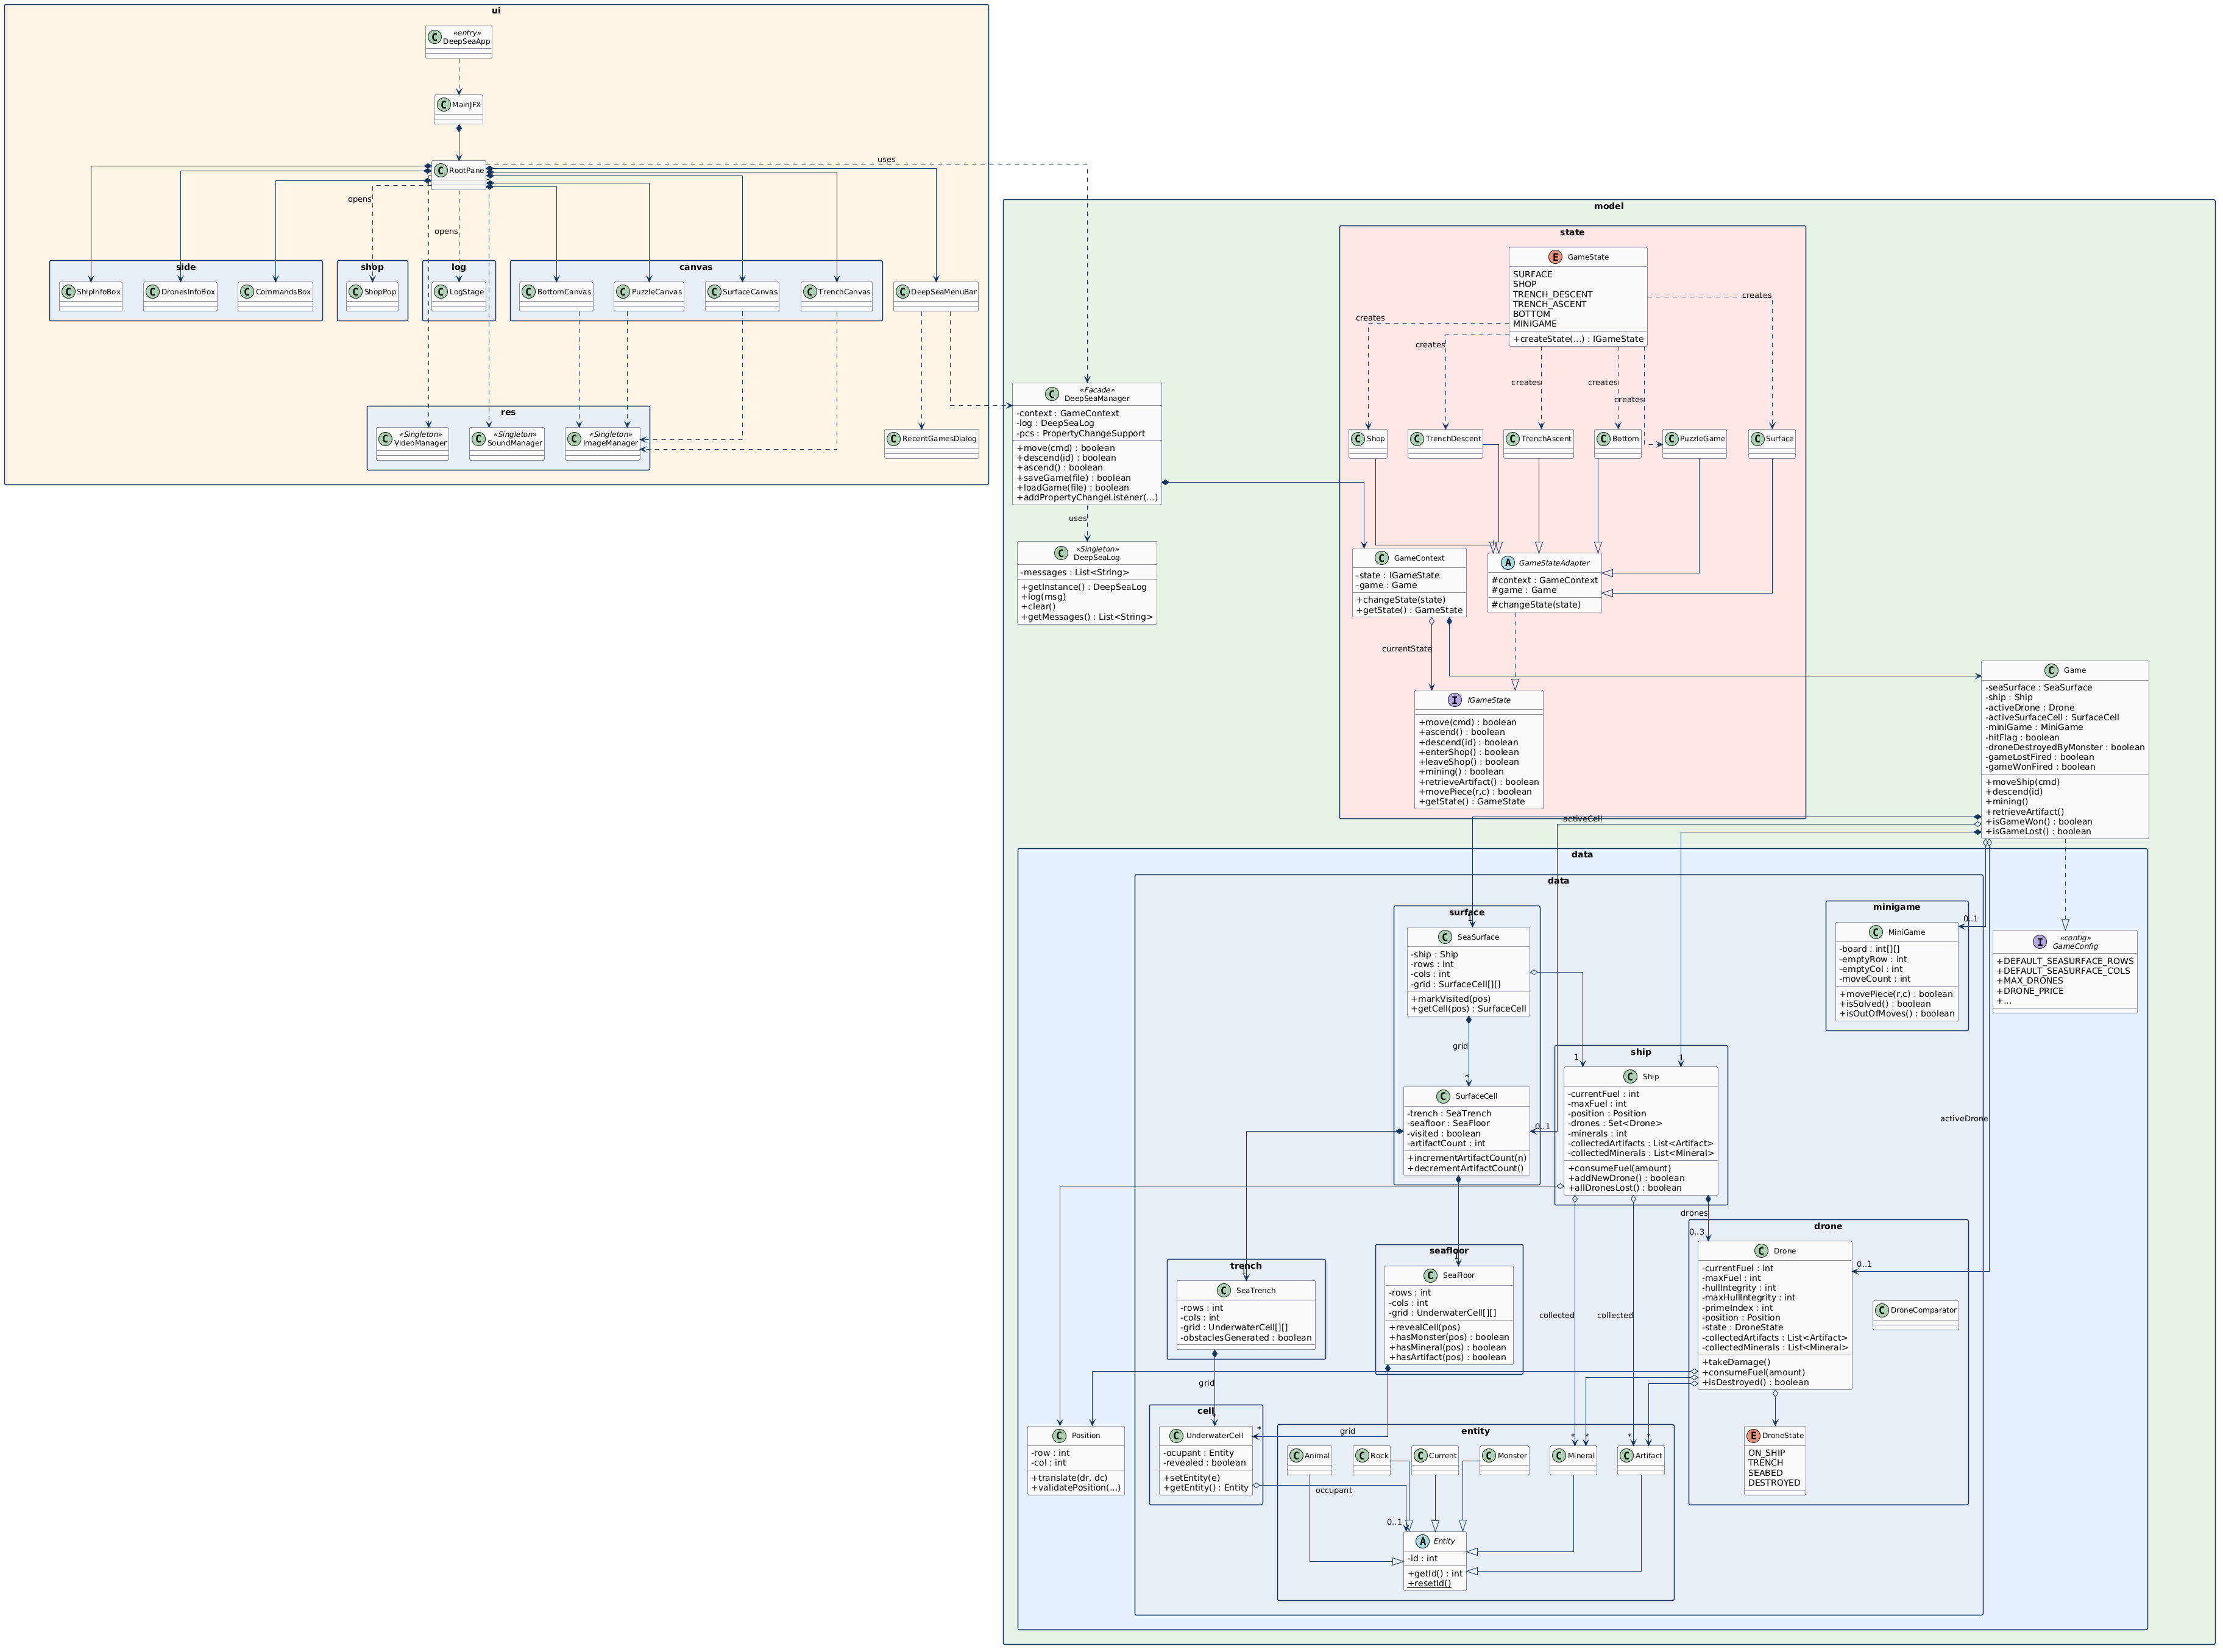 ui
«entry»
DeepSeaApp
MainJFX
RootPane
uses
opens
opens
side
ShipInfoBox
DronesInfoBox
CommandsBox
shop
ShopPop
log
LogStage
canvas
BottomCanvas
PuzzleCanvas
SurfaceCanvas
TrenchCanvas
DeepSeaMenuBar
res
«Singleton»
VideoManager
«Singleton»
SoundManager
«Singleton»
ImageManager
RecentGamesDialog
model
«Facade»
DeepSeaManager
-context : GameContext
-log : DeepSeaLog
-pcs : PropertyChangeSupport
+move(cmd) : boolean
+descend(id) : boolean
+ascend() : boolean
+saveGame(file) : boolean
+loadGame(file) : boolean
+addPropertyChangeListener(...)
uses
«Singleton»
DeepSeaLog
-messages : List<String>
+getInstance() : DeepSeaLog
+log(msg)
+clear()
+getMessages() : List<String>
state
GameState
SURFACE
SHOP
TRENCH_DESCENT
TRENCH_ASCENT
BOTTOM
MINIGAME
+createState(...) : IGameState
creates
creates
creates
creates
creates
creates
Shop
TrenchDescent
TrenchAscent
Bottom
PuzzleGame
Surface
GameContext
-state : IGameState
-game : Game
+changeState(state)
+getState() : GameState
GameStateAdapter
#context : GameContext
#game : Game
#changeState(state)
currentState
IGameState
+move(cmd) : boolean
+ascend() : boolean
+descend(id) : boolean
+enterShop() : boolean
+leaveShop() : boolean
+mining() : boolean
+retrieveArtifact() : boolean
+movePiece(r,c) : boolean
+getState() : GameState
Game
-seaSurface : SeaSurface
-ship : Ship
-activeDrone : Drone
-activeSurfaceCell : SurfaceCell
-miniGame : MiniGame
-hitFlag : boolean
-droneDestroyedByMonster : boolean
-gameLostFired : boolean
-gameWonFired : boolean
+moveShip(cmd)
+descend(id)
+mining()
+retrieveArtifact()
+isGameWon() : boolean
+isGameLost() : boolean
activeCell
data
data
surface
1
SeaSurface
-ship : Ship
-rows : int
-cols : int
-grid : SurfaceCell[][]
+markVisited(pos)
+getCell(pos) : SurfaceCell
grid
*
SurfaceCell
-trench : SeaTrench
-seafloor : SeaFloor
-visited : boolean
-artifactCount : int
+incrementArtifactCount(n)
+decrementArtifactCount()
0..1
minigame
0..1
MiniGame
-board : int[][]
-emptyRow : int
-emptyCol : int
-moveCount : int
+movePiece(r,c) : boolean
+isSolved() : boolean
+isOutOfMoves() : boolean
«config»
GameConfig
+DEFAULT_SEASURFACE_ROWS
+DEFAULT_SEASURFACE_COLS
+MAX_DRONES
+DRONE_PRICE
+...
ship
1
1
Ship
-currentFuel : int
-maxFuel : int
-position : Position
-drones : Set<Drone>
-minerals : int
-collectedArtifacts : List<Artifact>
-collectedMinerals : List<Mineral>
+consumeFuel(amount)
+addNewDrone() : boolean
+allDronesLost() : boolean
activeDrone
drones
0..3
drone
0..1
Drone
-currentFuel : int
-maxFuel : int
-hullIntegrity : int
-maxHullIntegrity : int
-primeIndex : int
-position : Position
-state : DroneState
-collectedArtifacts : List<Artifact>
-collectedMinerals : List<Mineral>
+takeDamage()
+consumeFuel(amount)
+isDestroyed() : boolean
DroneComparator
DroneState
ON_SHIP
TRENCH
SEABED
DESTROYED
trench
1
SeaTrench
-rows : int
-cols : int
-grid : UnderwaterCell[][]
-obstaclesGenerated : boolean
seafloor
1
SeaFloor
-rows : int
-cols : int
-grid : UnderwaterCell[][]
+revealCell(pos)
+hasMonster(pos) : boolean
+hasMineral(pos) : boolean
+hasArtifact(pos) : boolean
collected
collected
grid
grid
Position
-row : int
-col : int
+translate(dr, dc)
+validatePosition(...)
cell
*
*
UnderwaterCell
-ocupant : Entity
-revealed : boolean
+setEntity(e)
+getEntity() : Entity
occupant
0..1
entity
* * * *
Animal
Rock
Current
Monster
Mineral
Artifact
Entity
-id : int
+getId() : int
+resetId()